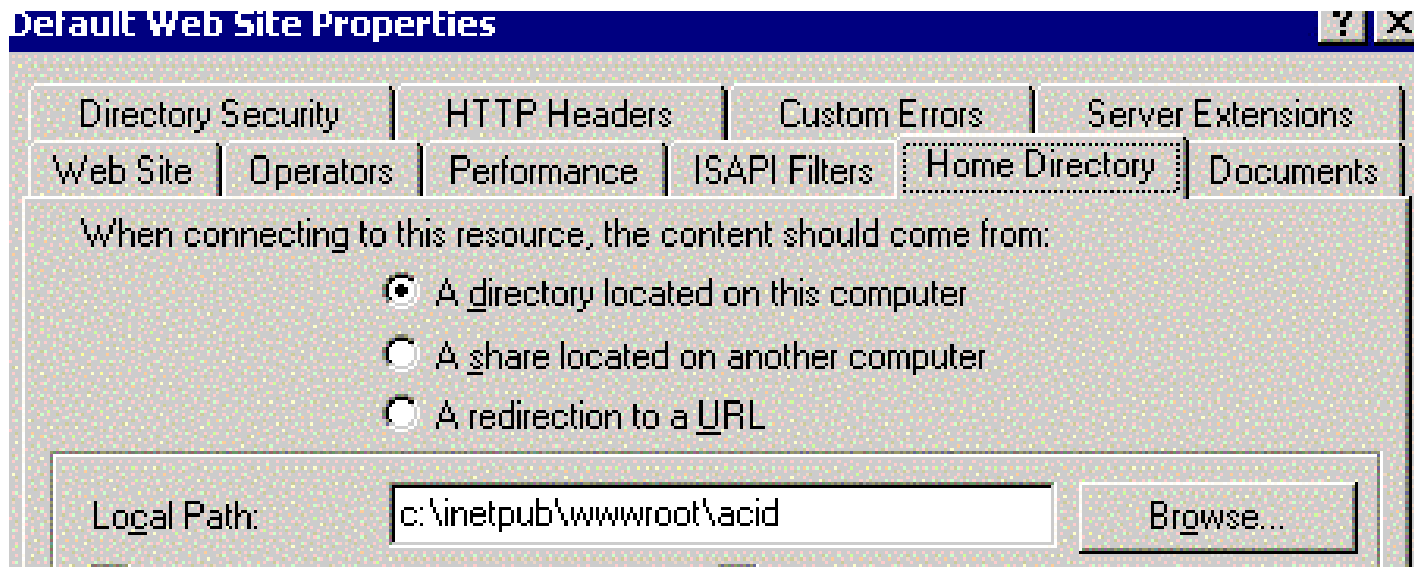 Default Web Site Properties ? X
Directory Security HTTP Headers Custom Errors Server Extensions
Web Site Operators Performance ISAPI Filters Home Directory Documents
When connecting to this resource, the content should come from:
A directory located on this computer
A share located on another computer
A redirection to a URL
Local Path: c:\inetpub\wwwroot\acid Browse...